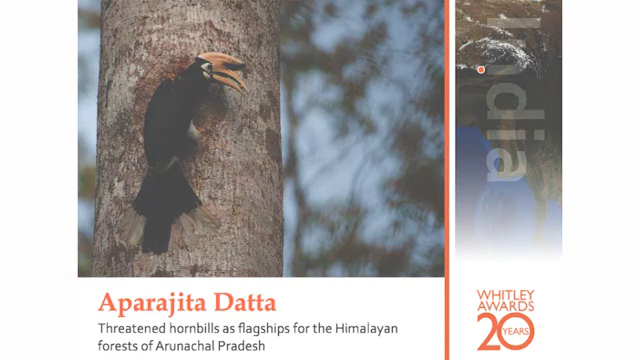 Aparajita Datta
Threatened hornbills as flagships for the Himalayan
forests of Arunachal Pradesh
India
WHITLEY
AWARDS
20 YEARS